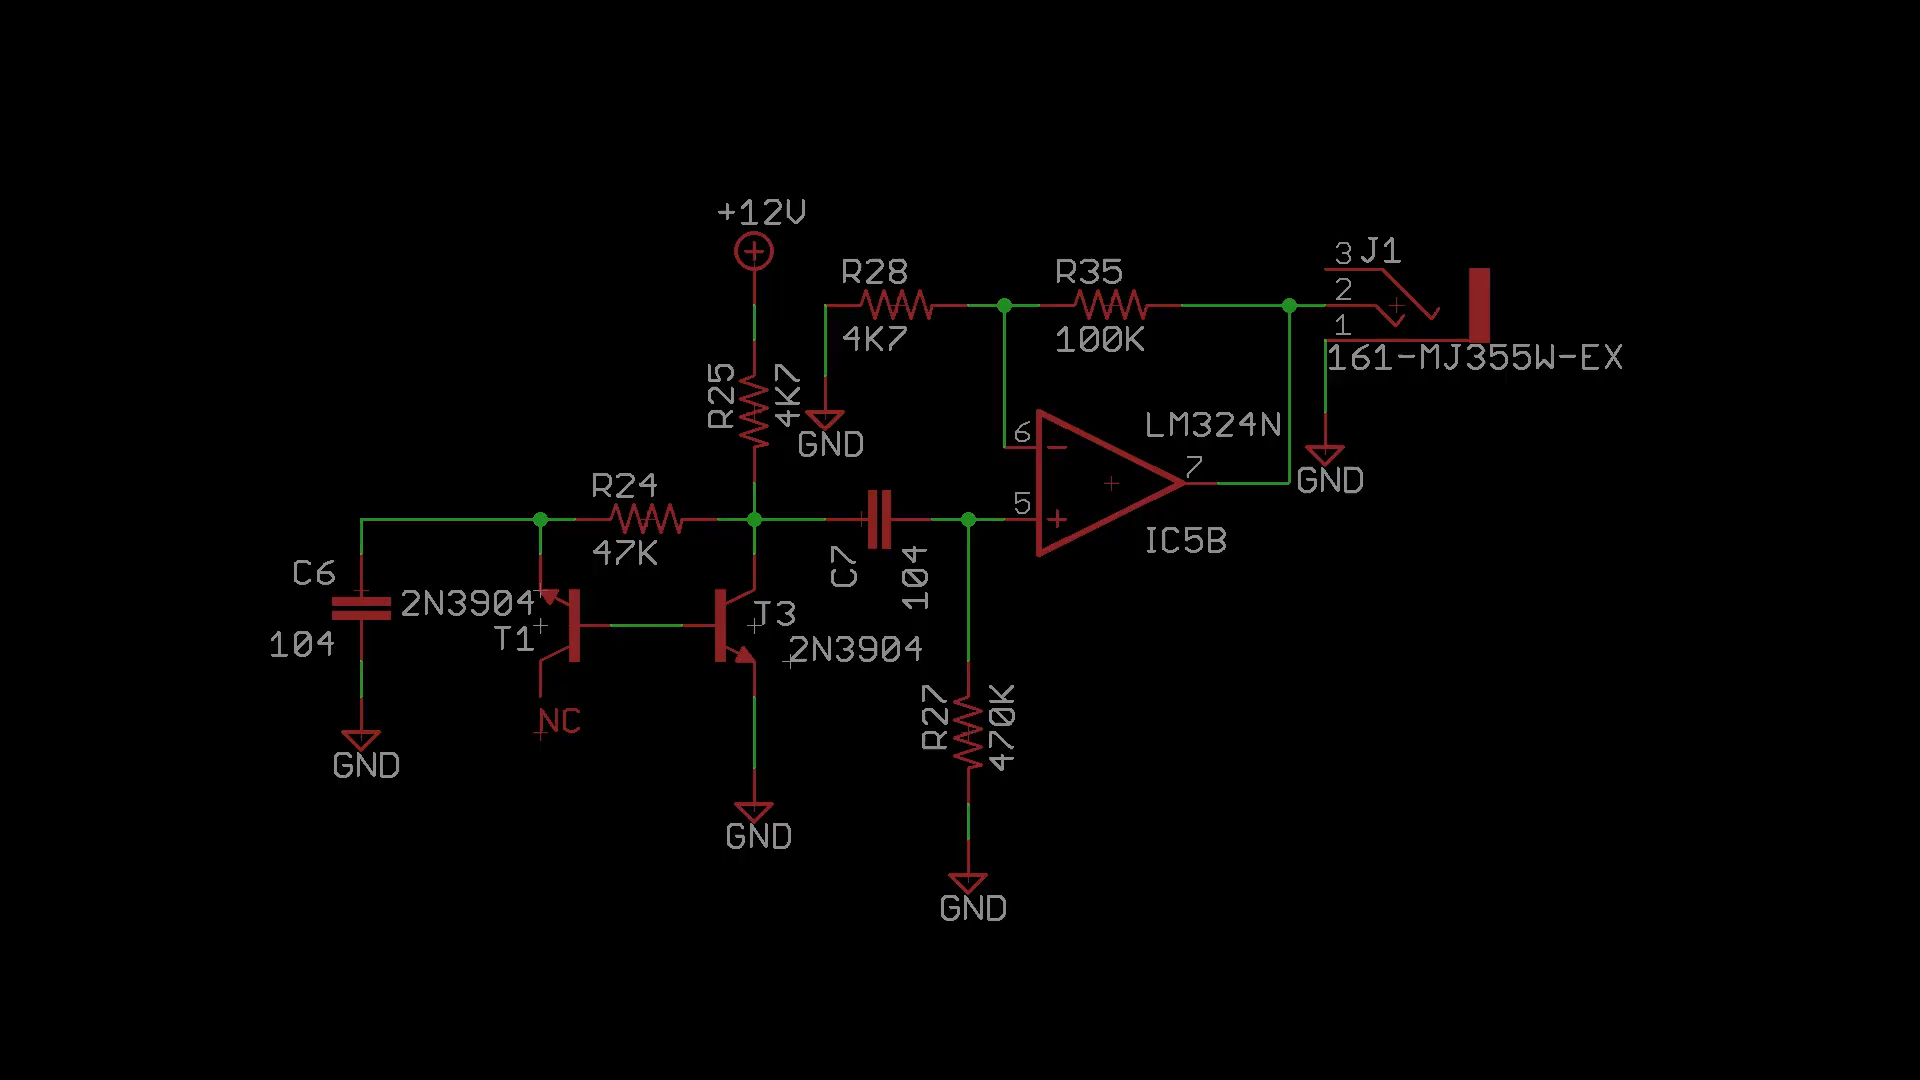 +12V
R28
4K7
R35
100K
3
J1
2
1
161-MJ355W-EX
R25
4K7
GND
6
LM324N
7
GND
R24
47K
5
IC5B
C6
104
2N3904
T1
C7
104
J3
2N3904
NC
R27
470K
GND
GND
GND